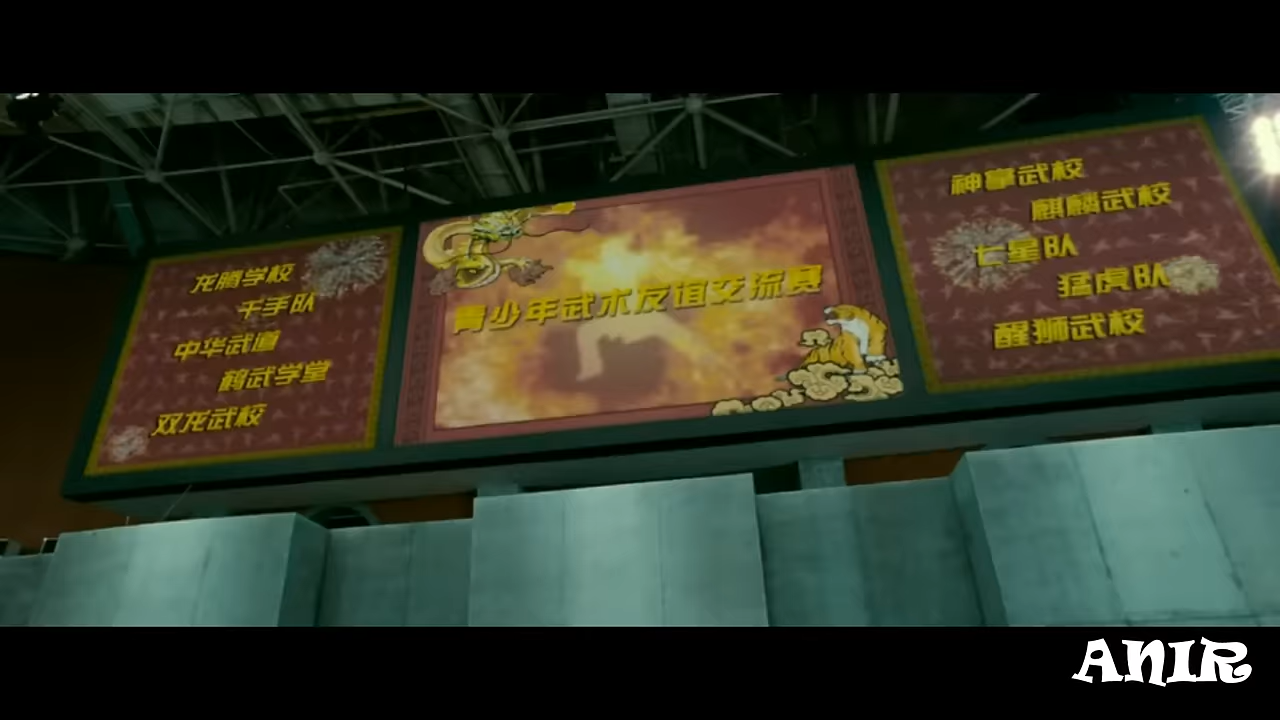 龙腾学校
千手队
中华武道
鹤武学堂
双龙武校
青少年武术友谊交流赛
神掌武校
麒麟武校
七星队
猛虎队
醒狮武校
ANIR